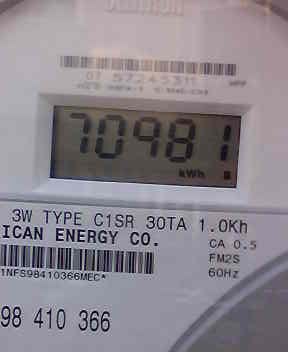 07 57245311
70981
kWh
3W TYPE C1SR 30TA 1.0Kh
ICAN ENERGY CO.
CA 0.5
FM2S
60Hz
1NFS98410366MEC*
98 410 366